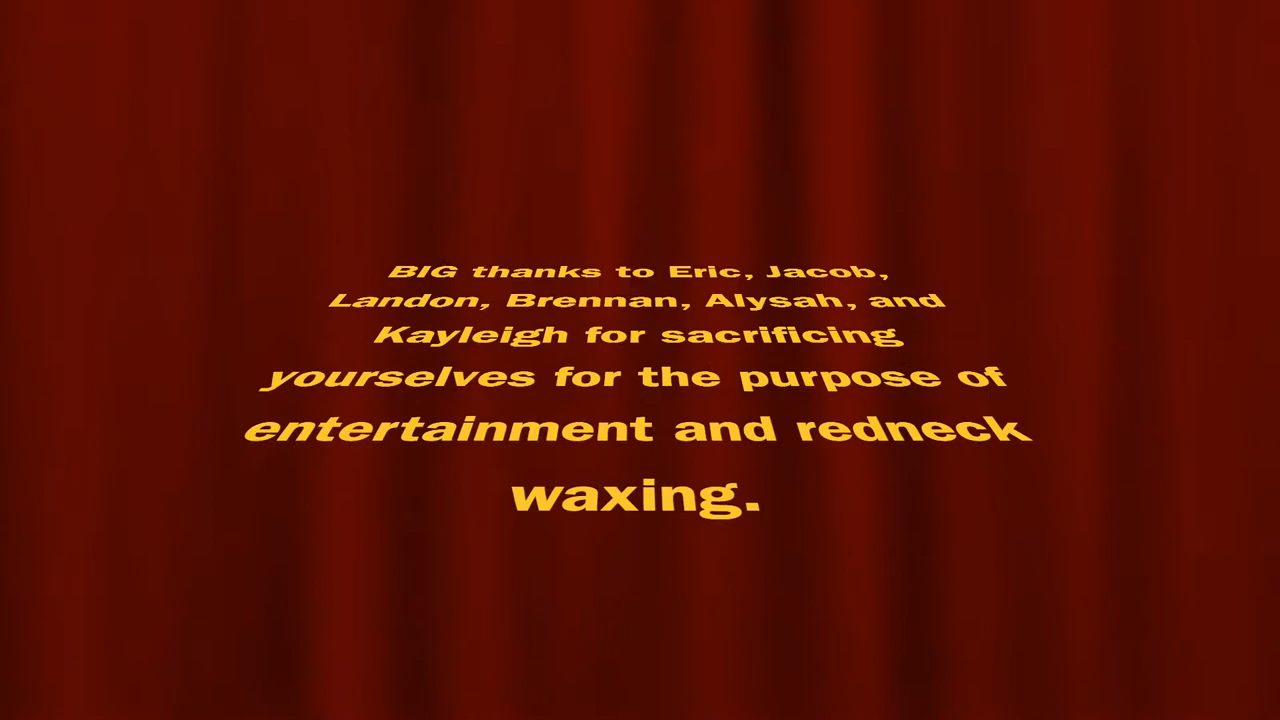 BIG thanks to Eric, Jacob,
Landon, Brennan, Alysah, and
Kayleigh for sacrificing
yourselves for the purpose of
entertainment and redneck
waxing.